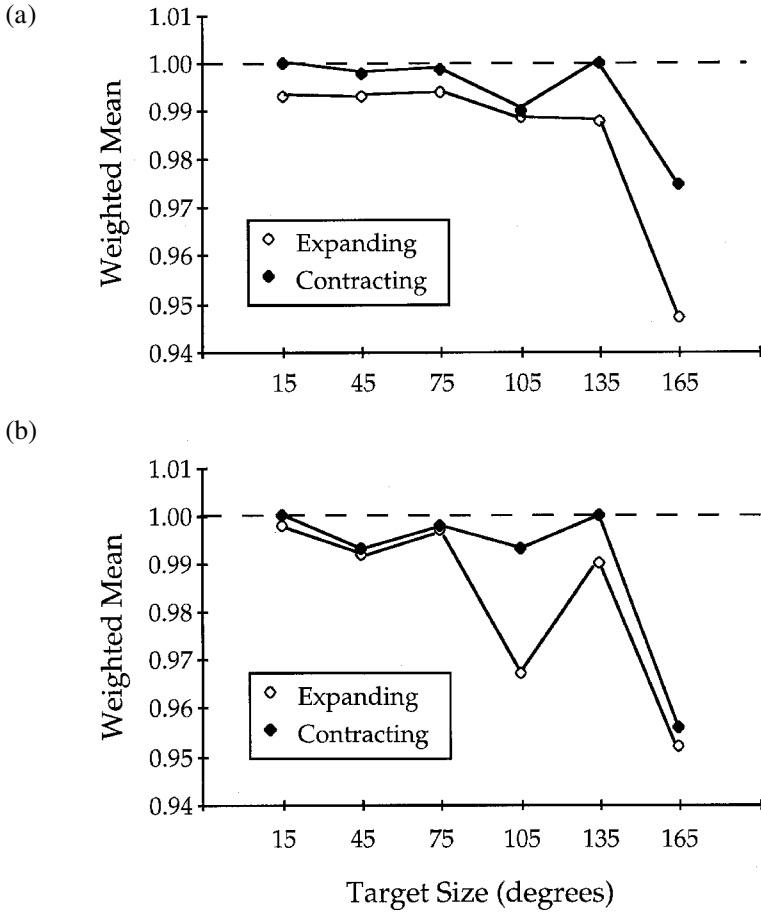 (a)
1.01
1.00
0.99
0.98
0.97
0.96
0.95
0.94
Weighted Mean
Expanding
Contracting
15 45 75 105 135 165
(b)
1.01
1.00
0.99
0.98
0.97
0.96
0.95
0.94
Weighted Mean
Expanding
Contracting
15 45 75 105 135 165
Target Size (degrees)